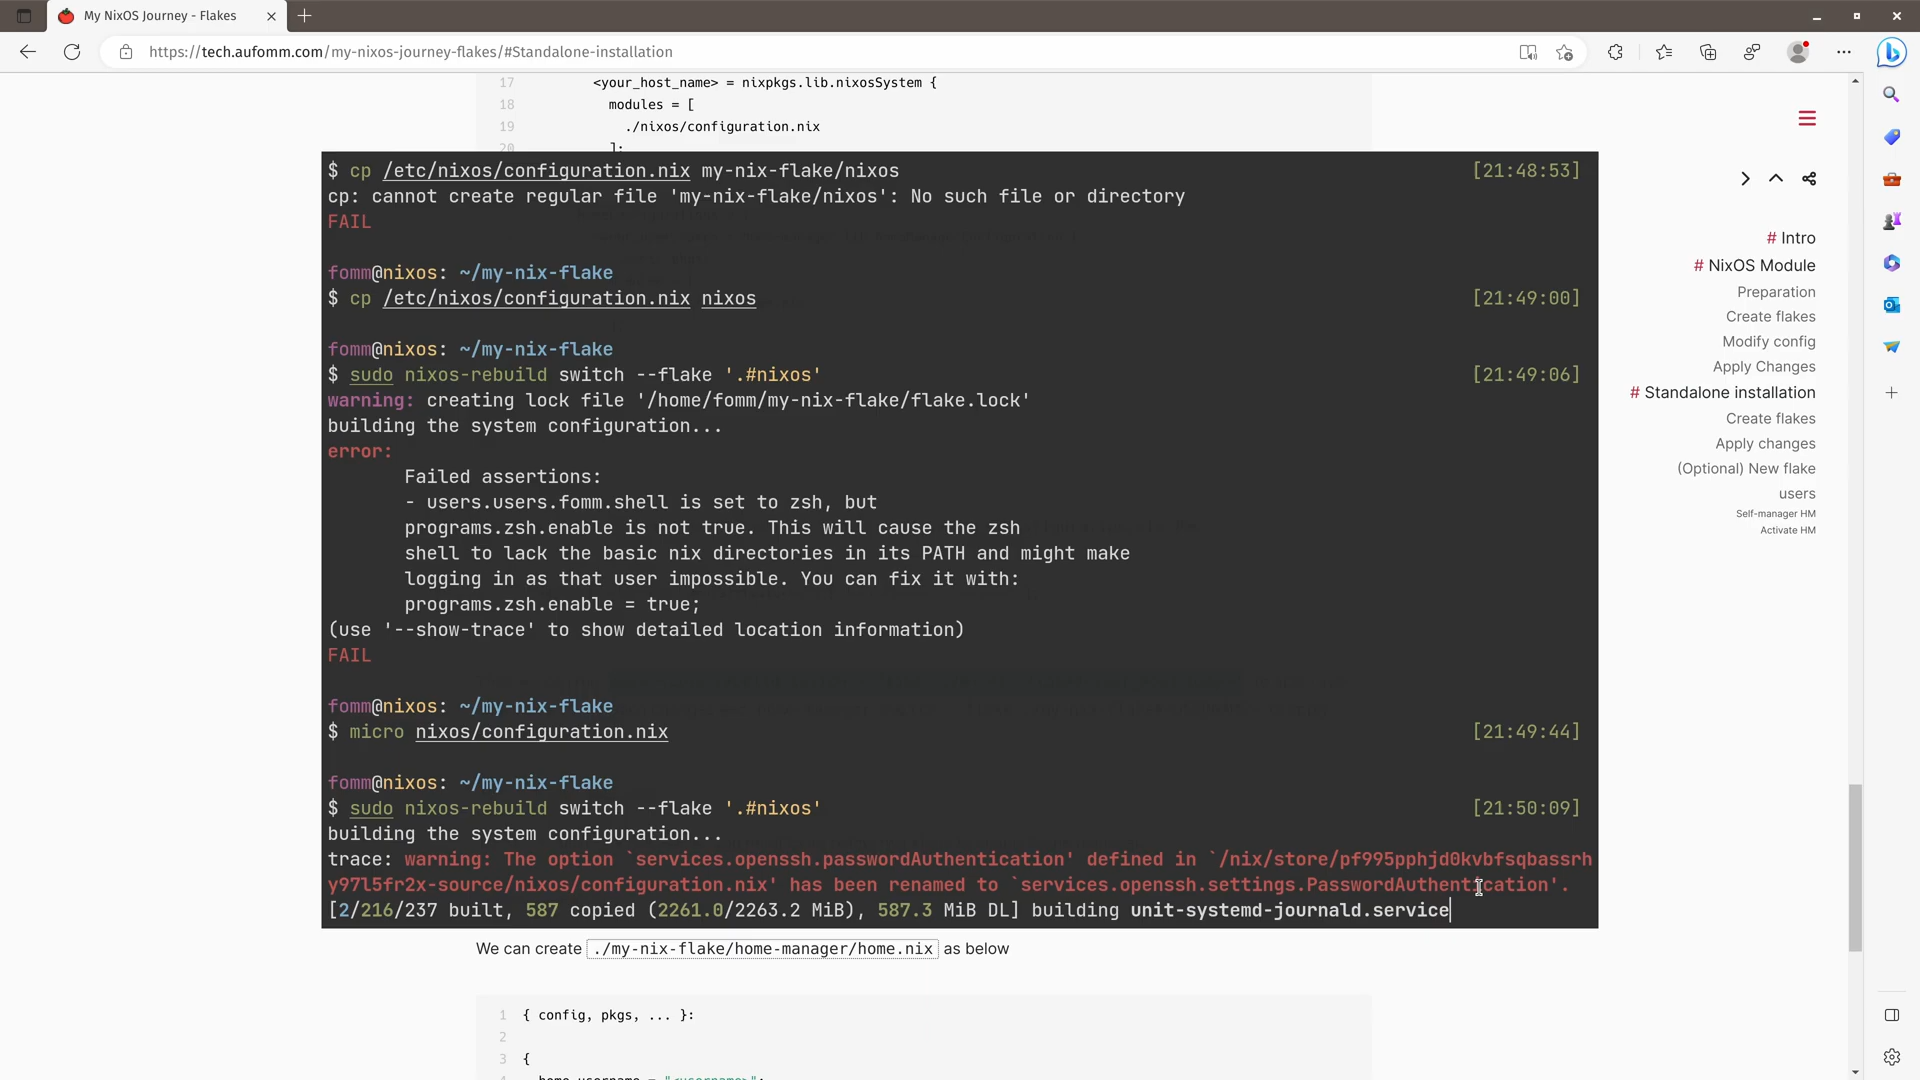 My NixOS Journey - Flakes
https://tech.aufomm.com/my-nixos-journey-flakes/#Standalone-installation
17 <your_host_name> = nixpkgs.lib.nixosSystem {
18 modules = [
19 ./nixos/configuration.nix
20 ];
$ cp /etc/nixos/configuration.nix my-nix-flake/nixos [21:48:53]
cp: cannot create regular file 'my-nix-flake/nixos': No such file or directory
FAIL
fomm@nixos: ~/my-nix-flake
$ cp /etc/nixos/configuration.nix nixos [21:49:00]
fomm@nixos: ~/my-nix-flake
$ sudo nixos-rebuild switch --flake '.#nixos' [21:49:06]
warning: creating lock file '/home/fomm/my-nix-flake/flake.lock'
building the system configuration...
error:
Failed assertions:
- users.users.fomm.shell is set to zsh, but
programs.zsh.enable is not true. This will cause the zsh
shell to lack the basic nix directories in its PATH and might make
logging in as that user impossible. You can fix it with:
programs.zsh.enable = true;
(use '--show-trace' to show detailed location information)
FAIL
fomm@nixos: ~/my-nix-flake
$ micro nixos/configuration.nix [21:49:44]
fomm@nixos: ~/my-nix-flake
$ sudo nixos-rebuild switch --flake '.#nixos' [21:50:09]
building the system configuration...
trace: warning: The option `services.openssh.passwordAuthentication' defined in `/nix/store/pf995pphjd0kvbfsqbassrh
y97l5fr2x-source/nixos/configuration.nix' has been renamed to `services.openssh.settings.PasswordAuthentication'.
[2/216/237 built, 587 copied (2261.0/2263.2 MiB), 587.3 MiB DL] building unit-systemd-journald.service
We can create ./my-nix-flake/home-manager/home.nix as below
1 { config, pkgs, ... }:
2
3 {
# Intro
# NixOS Module
Preparation
Create flakes
Modify config
Apply Changes
# Standalone installation
Create flakes
Apply changes
(Optional) New flake
users
Self-manager HM
Activate HM